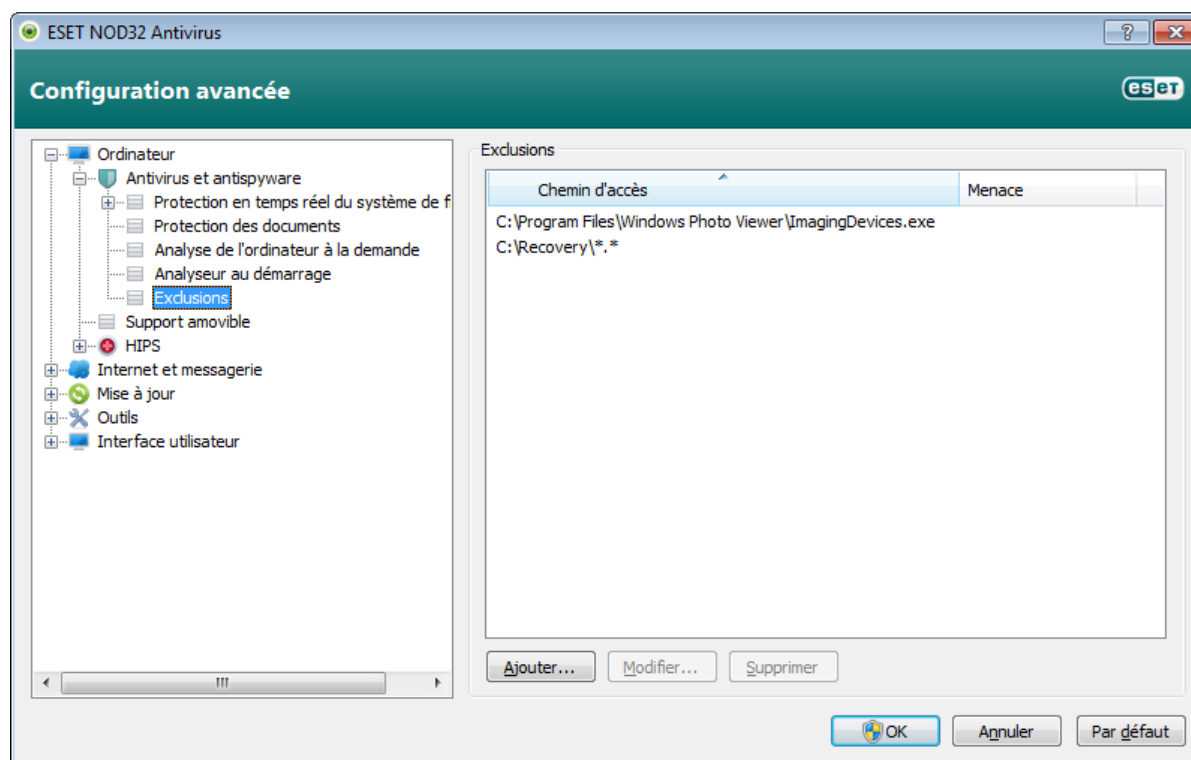 ESET NOD32 Antivirus
Configuration avancée
eseT
Ordinateur
Antivirus et antispyware
Protection en temps réel du système de f
Protection des documents
Analyse de l'ordinateur à la demande
Analyseur au démarrage
Exclusions
Support amovible
HIPS
Internet et messagerie
Mise à jour
Outils
Interface utilisateur
Exclusions
Chemin d'accès Menace
C:\Program Files\Windows Photo Viewer\ImagingDevices.exe
C:\Recovery\*.*
Ajouter... Modifier... Supprimer
OK Annuler Par défaut